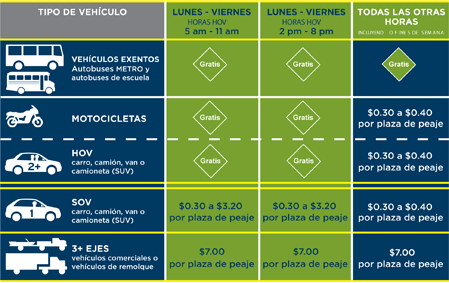 TIPO DE VEHÍCULO
LUNES - VIERNES
HORAS HOV
5 am - 11 am
LUNES - VIERNES
HORAS HOV
2 pm - 8 pm
TODAS LAS OTRAS
HORAS
INCLUYENDO FINES DE SEMANA
VEHÍCULOS EXENTOS
Autobuses METRO y
autobuses de escuela
Gratis
Gratis
Gratis
MOTOCICLETAS
Gratis
Gratis
$0.30 a $0.40
por plaza de peaje
2+
HOV
carro, camión, van o
camioneta (SUV)
Gratis
Gratis
$0.30 a $0.40
por plaza de peaje
1
SOV
carro, camión, van o
camioneta (SUV)
$0.30 a $3.20
por plaza de peaje
$0.30 a $3.20
por plaza de peaje
$0.30 a $0.40
por plaza de peaje
3+ EJES
vehículos comerciales o
vehículos de remolque
$7.00
por plaza de peaje
$7.00
por plaza de peaje
$7.00
por plaza de peaje